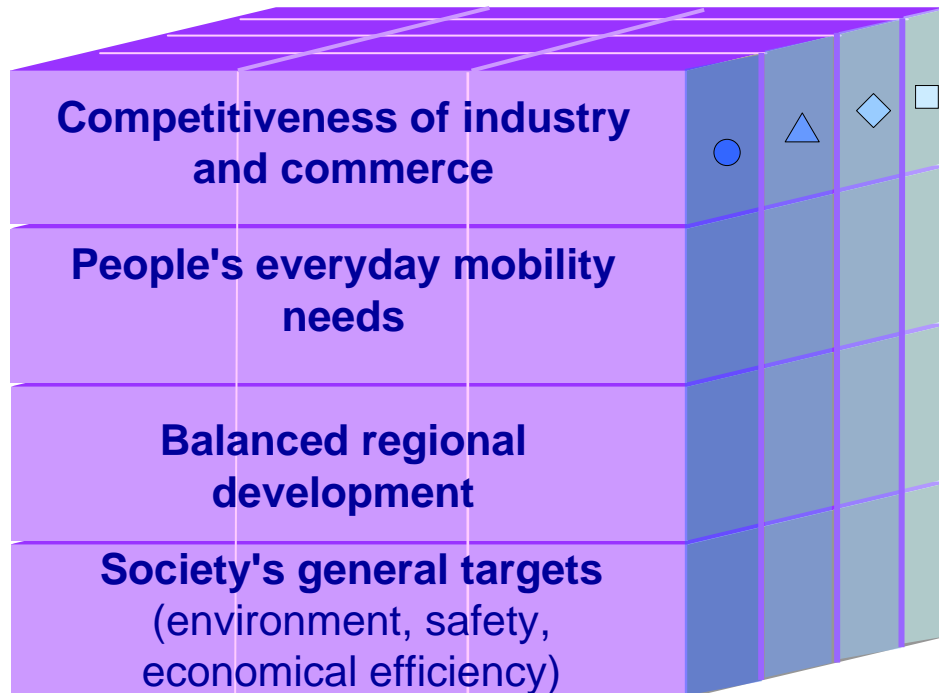 Competitiveness of industry
and commerce
People's everyday mobility
needs
Balanced regional
development
Society's general targets
(environment, safety,
economical efficiency)